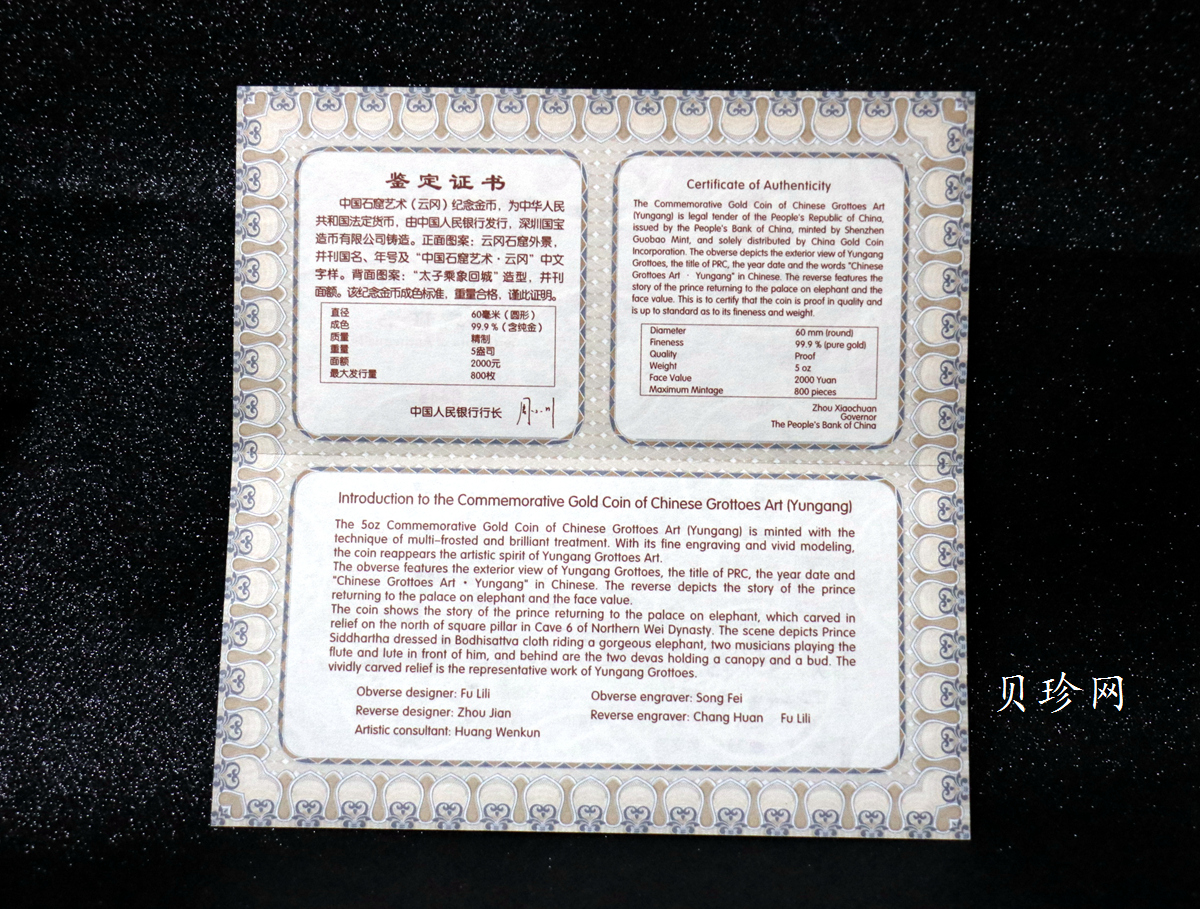 鉴定证书
中国石窟艺术（云冈）纪念金币，为中华人民
共和国法定货币，由中国人民银行发行，深圳国宝
造币有限公司铸造。正面图案：云冈石窟外景，
并刊国名、年号及“中国石窟艺术·云冈”中文
字样。背面图案：“太子乘象回城”造型，并刊
面额。该纪念金币成色标准，重量合格，谨此证明。
直径 60毫米（圆形）
成色 99.9％（含纯金）
质量 精制
重量 5盎司
面额 2000元
最大发行量 800枚
中国人民银行行长
Certificate of Authenticity
The Commemorative Gold Coin of Chinese Grottoes Art
(Yungang) is legal tender of the People's Republic of China,
issued by the People's Bank of China, minted by Shenzhen
Guobao Mint, and solely distributed by China Gold Coin
Incorporation. The obverse depicts the exterior view of Yungang
Grottoes, the title of PRC, the year date and the words "Chinese
Grottoes Art · Yungang" in Chinese. The reverse features the
story of the prince returning to the palace on elephant and the
face value. This is to certify that the coin is proof in quality and
is up to standard as to its fineness and weight.
Diameter 60 mm (round)
Fineness 99.9 % (pure gold)
Quality Proof
Weight 5 oz
Face Value 2000 Yuan
Maximum Mintage 800 pieces
Zhou Xiaochuan
Governor
The People's Bank of China
Introduction to the Commemorative Gold Coin of Chinese Grottoes Art (Yungang)
The 5oz Commemorative Gold Coin of Chinese Grottoes Art (Yungang) is minted with the
technique of multi-frosted and brilliant treatment. With its fine engraving and vivid modeling,
the coin reappears the artistic spirit of Yungang Grottoes Art.
The obverse features the exterior view of Yungang Grottoes, the title of PRC, the year date and
"Chinese Grottoes Art · Yungang" in Chinese. The reverse depicts the story of the prince
returning to the palace on elephant and the face value.
The coin shows the story of the prince returning to the palace on elephant, which carved in
relief on the north of square pillar in Cave 6 of Northern Wei Dynasty. The scene depicts Prince
Siddhartha dressed in Bodhisattva cloth riding a gorgeous elephant, two musicians playing the
flute and lute in front of him, and behind are the two devas holding a canopy and a bud. The
vividly carved relief is the representative work of Yungang Grottoes.
Obverse designer: Fu Lili Obverse engraver: Song Fei
Reverse designer: Zhou Jian Reverse engraver: Chang Huan Fu Lili
Artistic consultant: Huang Wenkun
贝珍网